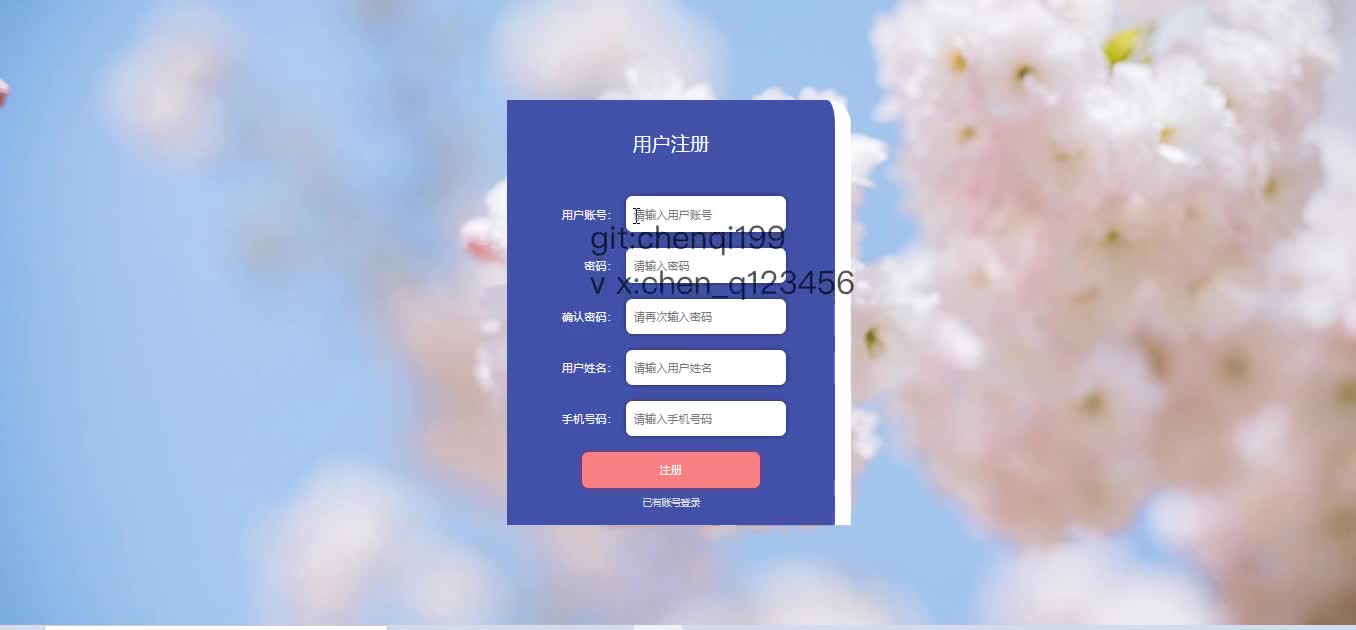 用户注册
用户账号：
请输入用户账号
git:chenqi199
密码：
请输入密码
v x:chen_q123456
确认密码：
请再次输入密码
用户姓名：
请输入用户姓名
手机号码：
请输入手机号码
注册
已有账号登录